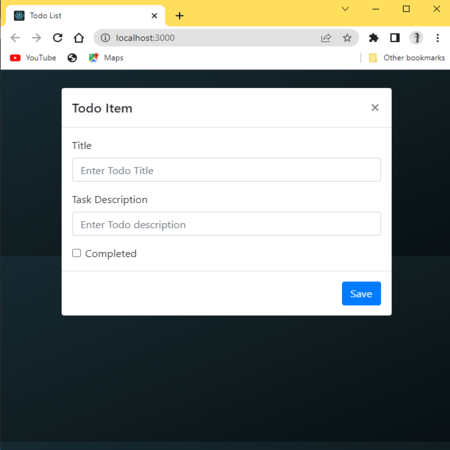 Todo List
localhost:3000
YouTube Maps Other bookmarks
Todo Item
Title
Enter Todo Title
Task Description
Enter Todo description
Completed
Save